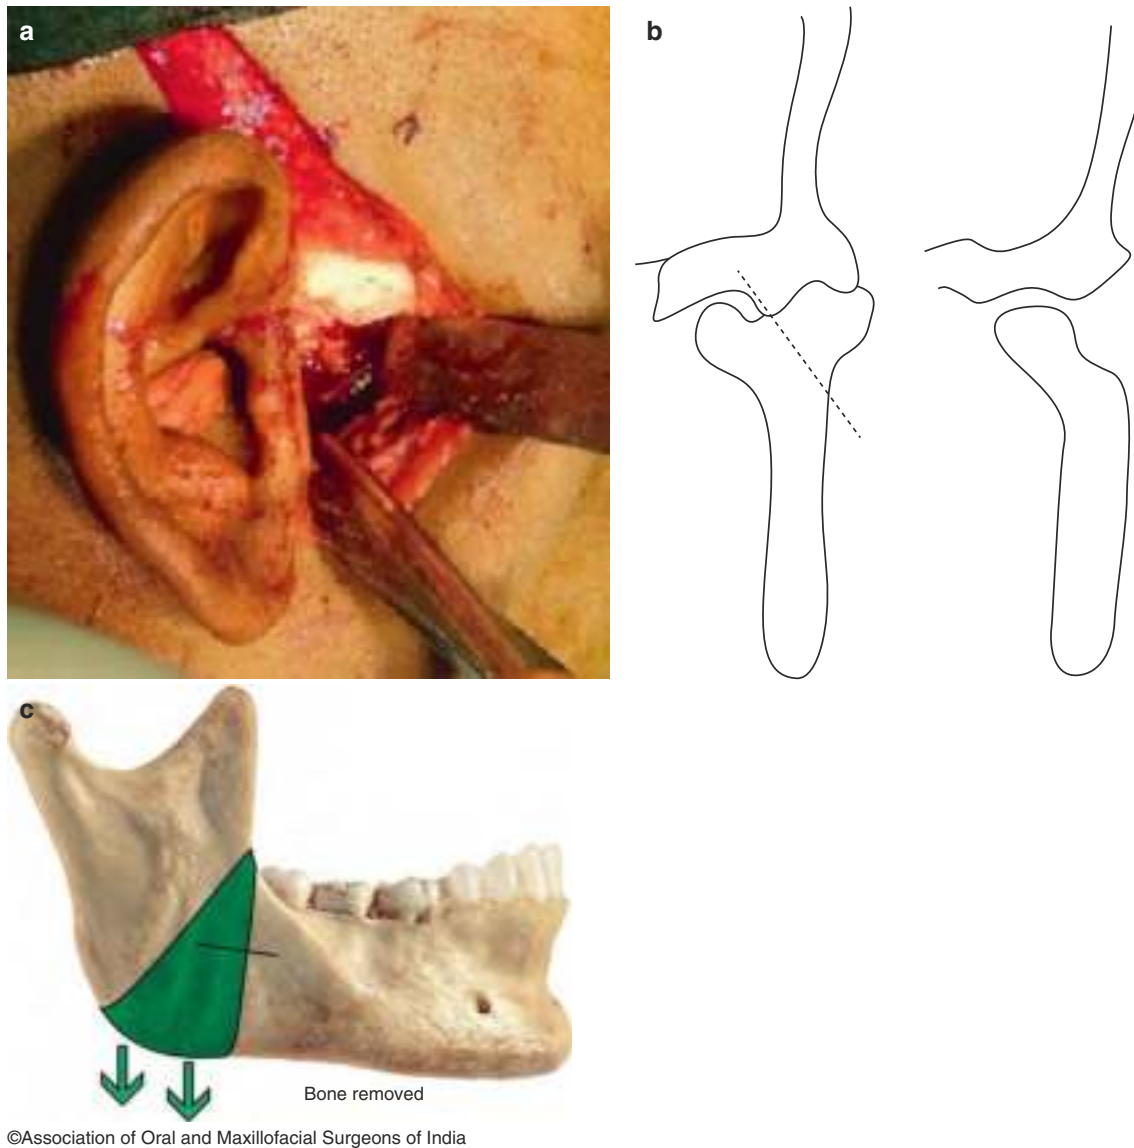 a
b
c
Bone removed
©Association of Oral and Maxillofacial Surgeons of India